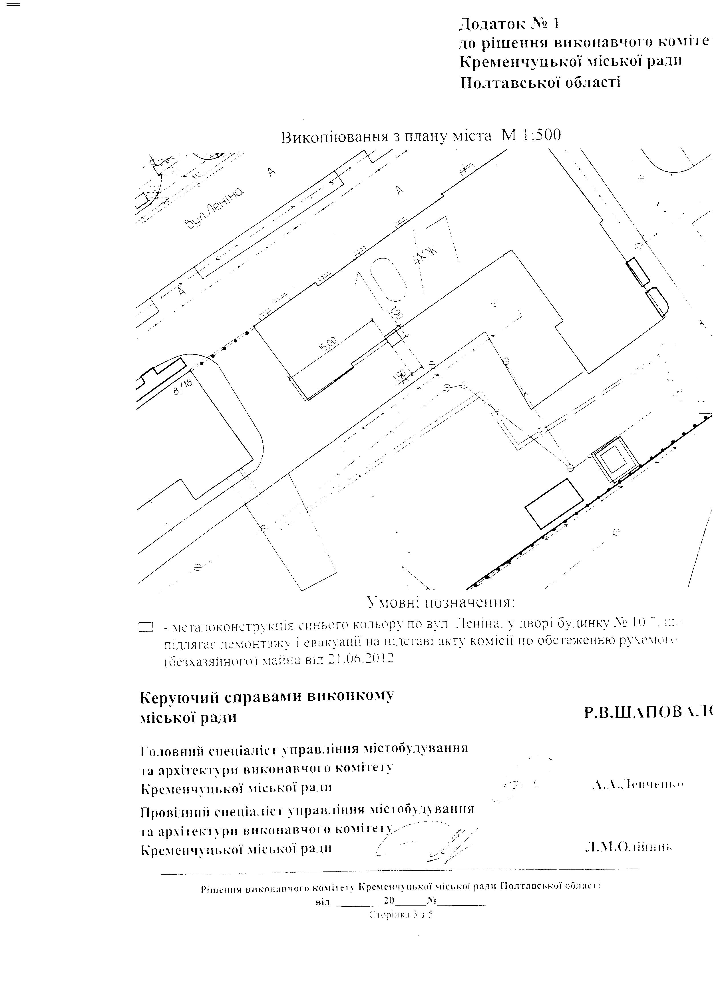 Додаток № 1
до рішення виконавчого коміте
Кременчуцької міської ради
Полтавської області
Викопіювання з плану міста М 1:500
А
вул.Леніна
А
10/7
4КЖ
А
1,90
15,00
1,90
8/18
Умовні позначення:
- металоконструкція синього кольору по вул Леніна, у дворі будинку № 10 7, що
підлягає демонтажу і евакуації на підставі акту комісії по обстеженню рухомого
(безхазяйного) майна від 21.06.2012
Керуючий справами виконкому
міської ради
Р.В.ШАПОВАЛО
Головний спеціаліст управління містобудування
та архітектури виконавчого комітету
Кременчуцької міської ради
А.А.Левченко
Провідний спеціаліст управління містобудування
та архітектури виконавчого комітету
Кременчуцької міської ради
Л.М.Олійник
Рішення виконавчого комітету Кременчуцької міської ради Полтавської області
від ________ 20______№_________
Сторінка 3 з 5